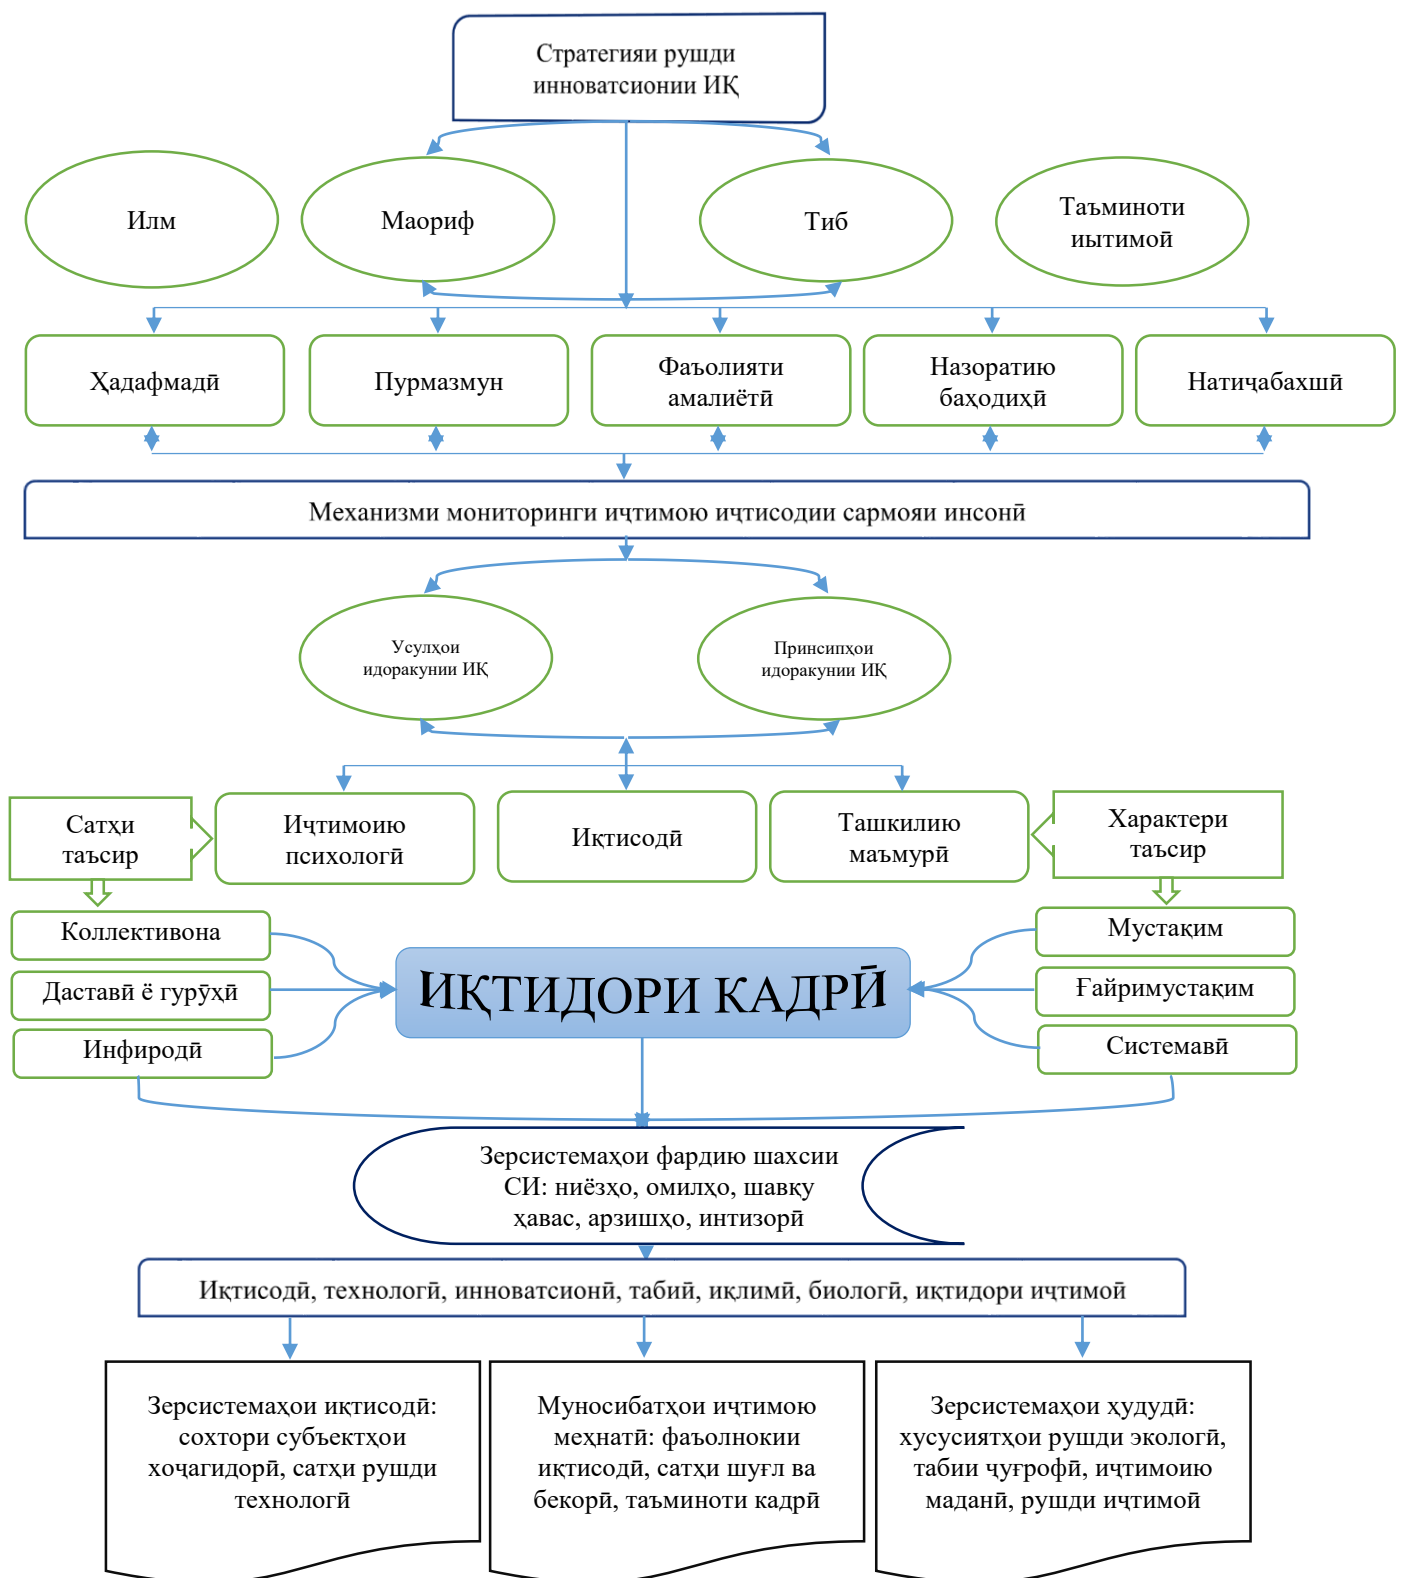 Стратегияи рушди
инноватсионии ИҚ
Илм
Маориф
Тиб
Таъминоти
иытимоӣ
Ҳадафмадӣ
Пурмазмун
Фаъолияти
амалиётӣ
Назоратию
баҳодиҳӣ
Натиҷабахшӣ
Механизми мониторинги иҷтимою иҷтисодии сармояи инсонӣ
Усулҳои
идоракунии ИҚ
Принсипҳои
идоракунии ИҚ
Сатҳи
таъсир
Иҷтимоию
психологӣ
Иқтисодӣ
Ташкилию
маъмурӣ
Характери
таъсир
Коллективона
Даставӣ ё гурӯҳӣ
Инфиродӣ
ИҚТИДОРИ КАДРӢ
Мустақим
Ғайримустақим
Системавӣ
Зерсистемаҳои фардию шахсии
СИ: ниёзҳо, омилҳо, шавқу
ҳавас, арзишҳо, интизорӣ
Иқтисодӣ, технологӣ, инноватсионӣ, табиӣ, иқлимӣ, биологӣ, иқтидори иҷтимоӣ
Зерсистемаҳои иқтисодӣ:
сохтори субъектҳои
хоҷагидорӣ, сатҳи рушди
технологӣ
Муносибатҳои иҷтимою
меҳнатӣ: фаъолнокии
иқтисодӣ, сатҳи шуғл ва
бекорӣ, таъминоти кадрӣ
Зерсистемаҳои ҳудудӣ:
хусусиятҳои рушди экологӣ,
табии ҷуғрофӣ, иҷтимоию
маданӣ, рушди иҷтимоӣ